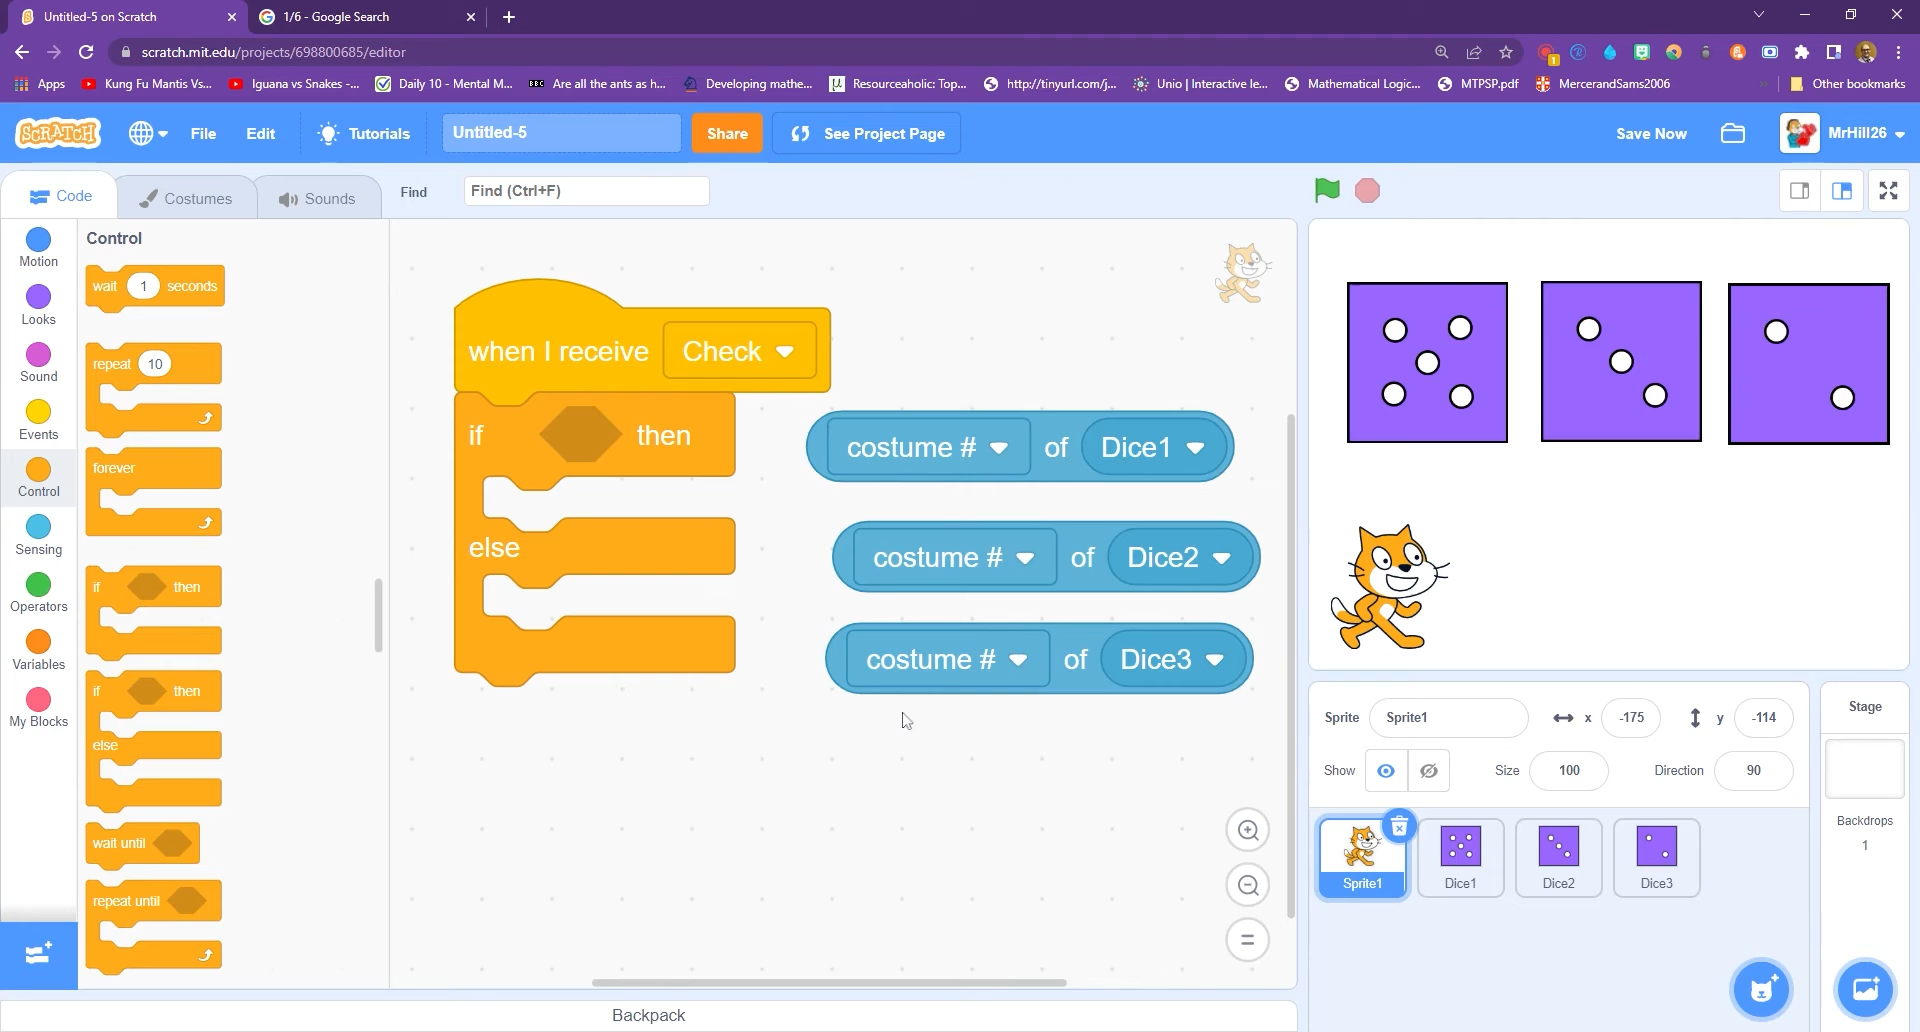 Untitled-5 on Scratch
1/6 - Google Search
scratch.mit.edu/projects/698800685/editor
1
Apps Kung Fu Mantis Vs... Iguana vs Snakes -... Daily 10 - Mental M... BBC Are all the ants as h... Developing mathe... Resourceaholic: Top... http://tinyurl.com/j... Unio | Interactive le... Mathematical Logic... MTPSP.pdf MercerandSams2006 Other bookmarks
SCRATCH File Edit Tutorials Untitled-5 Share See Project Page Save Now MrHill26
Code Costumes Sounds Find Find (Ctrl+F)
Motion
Looks
Sound
Events
Control
Sensing
Operators
Variables
My Blocks
Control
wait 1 seconds
repeat 10
forever
if then
if then
else
wait until
repeat until
when I receive Check
if then
else
costume # of Dice1
costume # of Dice2
costume # of Dice3
=
Backpack
Sprite Sprite1 x -175 y -114
Show Size 100 Direction 90
Sprite1 Dice1 Dice2 Dice3
Stage
Backdrops
1